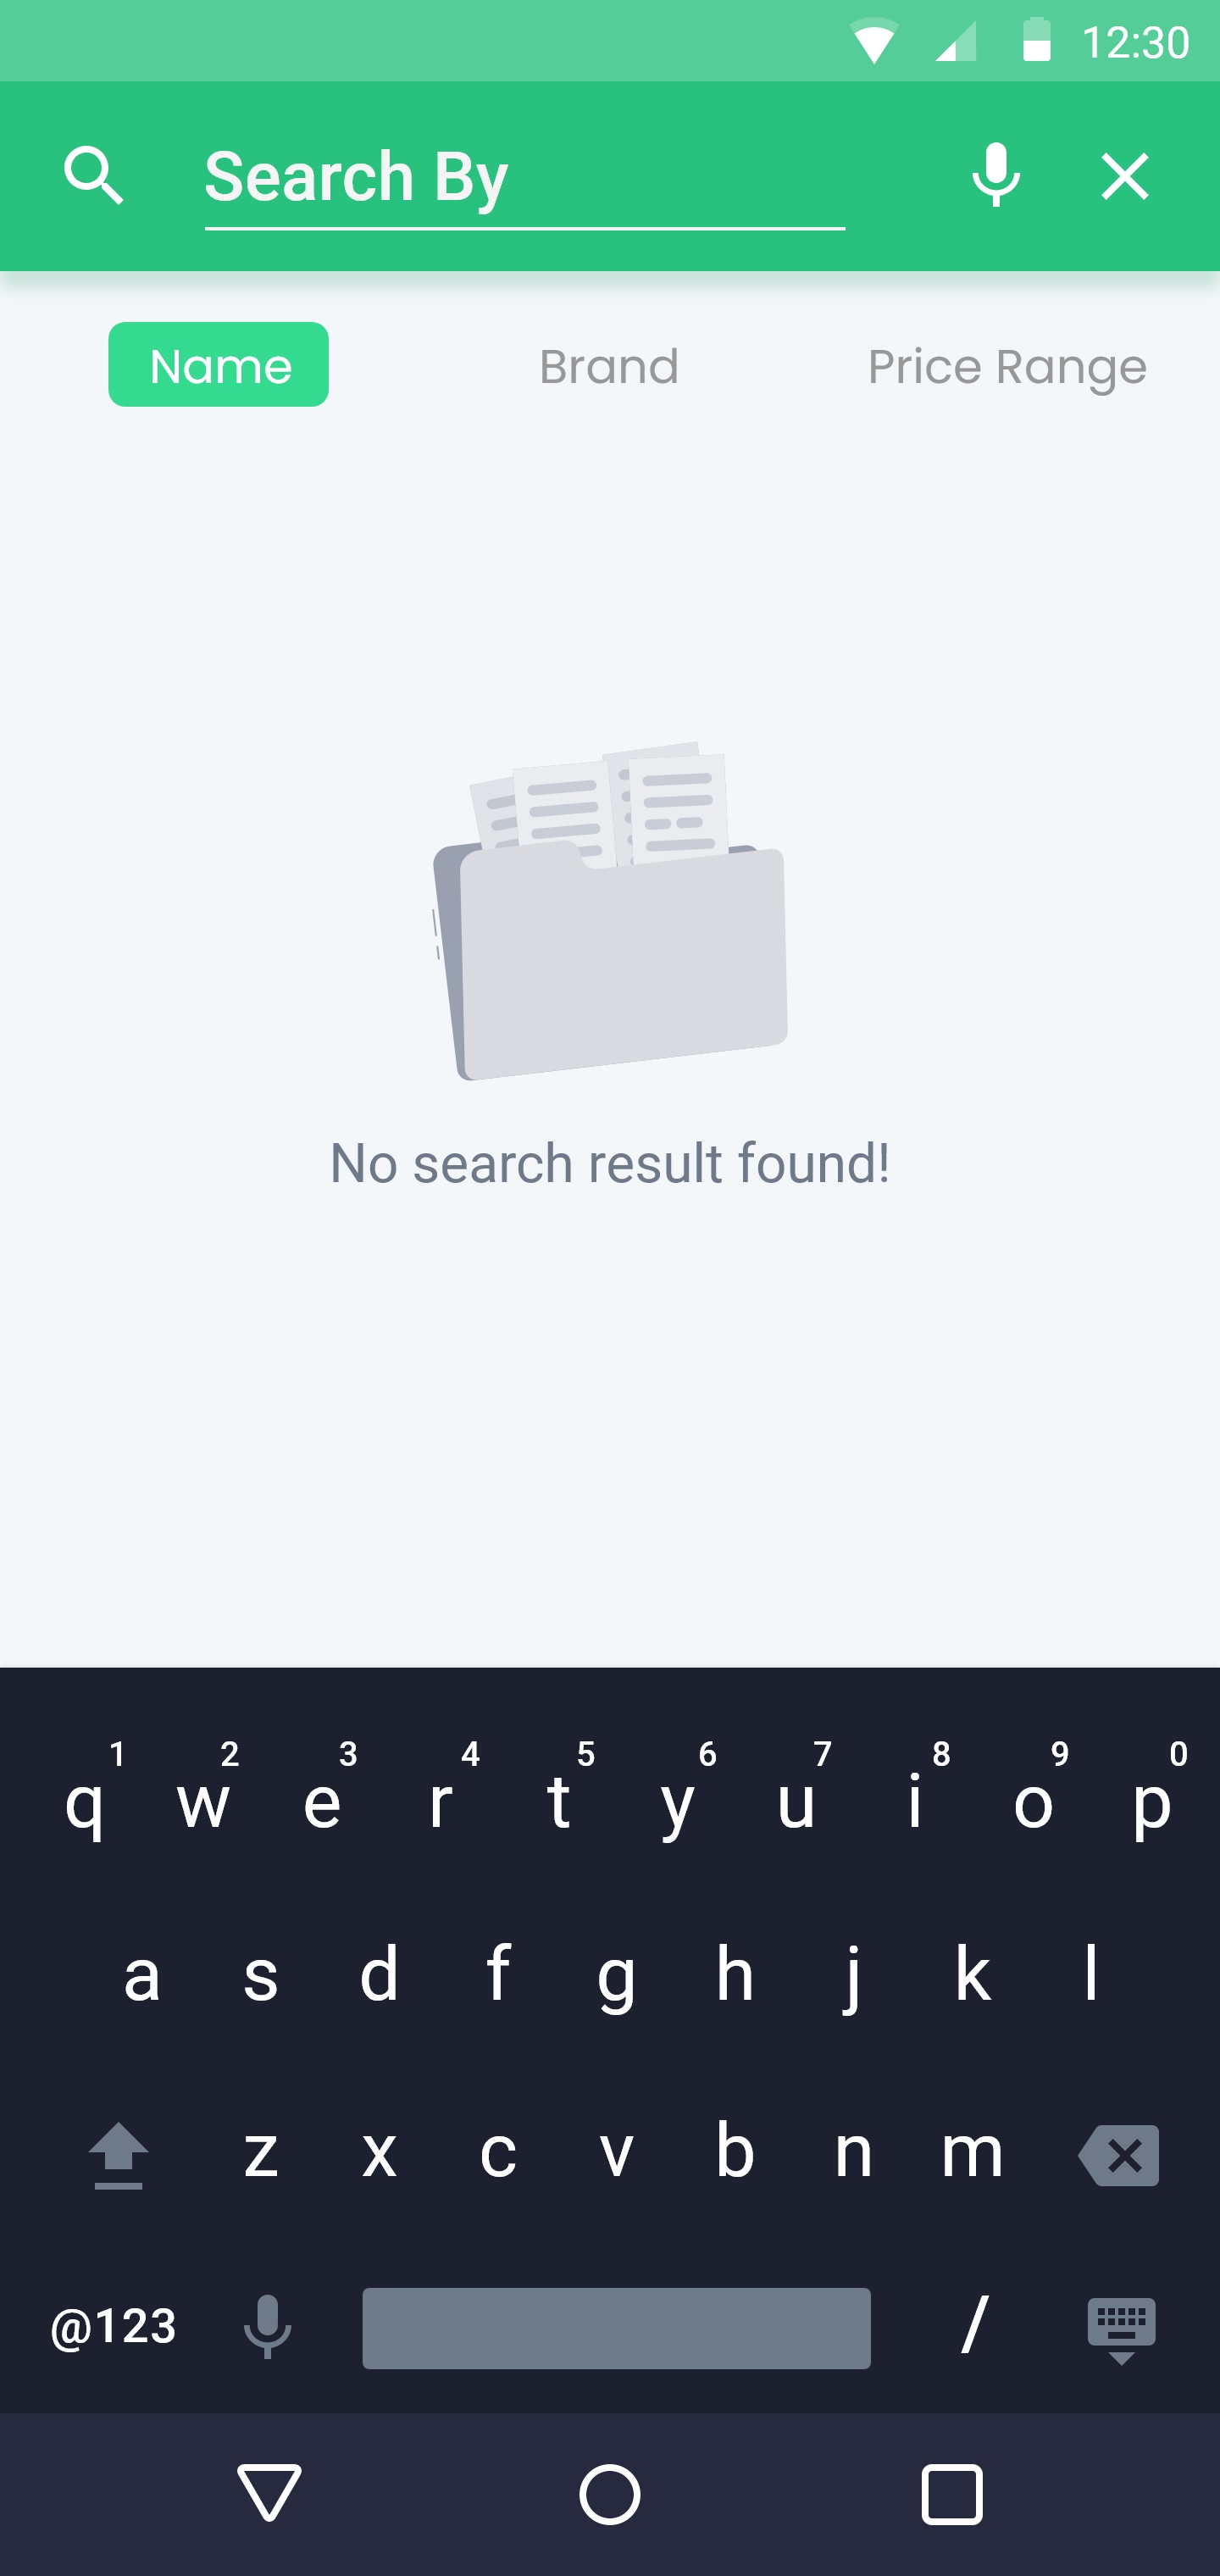 12:30
Search By
Name Brand Price Range
No search result found!
1 2 3 4 5 6 7 8 9 0
q w e r t y u i o p
a s d f g h j k l
z x c v b n m
@123 /